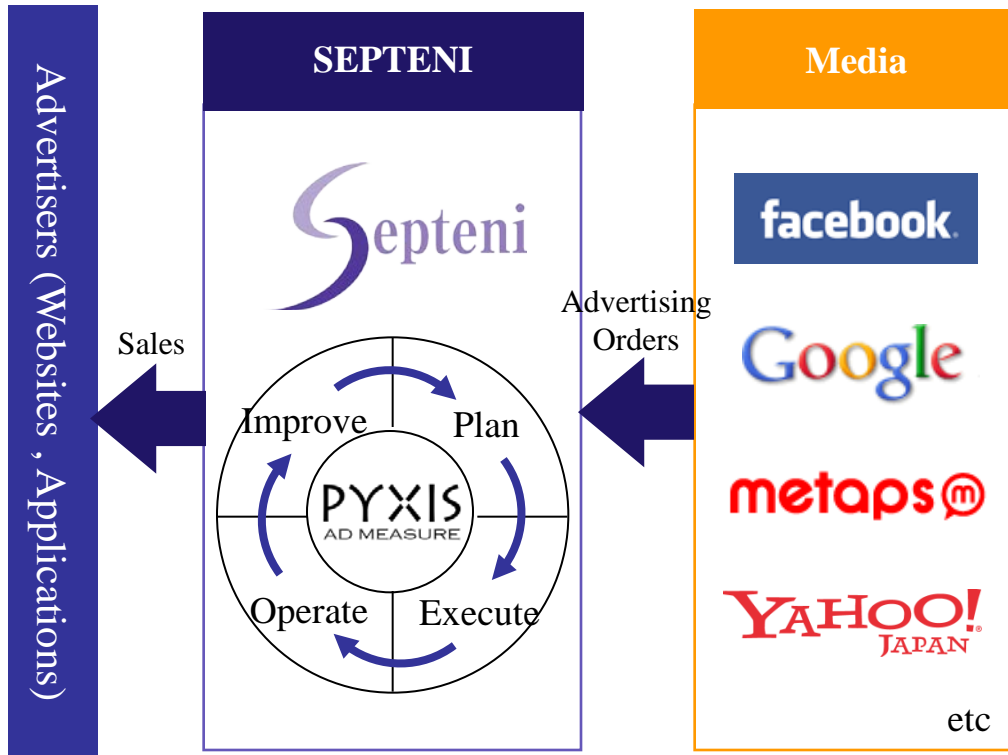 Advertisers (Websites , Applications)
Sales
SEPTENI
Septeni
Improve
Plan
PYXIS
AD MEASURE
Operate
Execute
Advertising
Orders
Media
facebook.
Google
metaps m
YAHOO!
JAPAN
etc